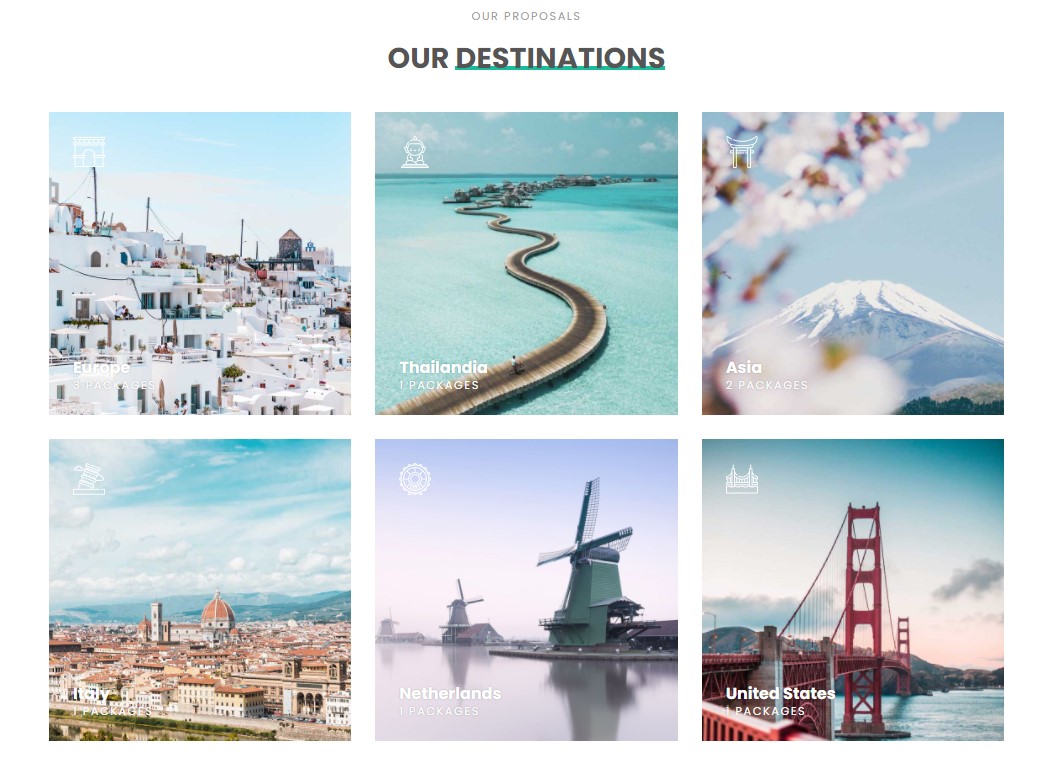 OUR PROPOSALS
OUR DESTINATIONS
Europe
3 PACKAGES
Thailandia
1 PACKAGES
Asia
2 PACKAGES
Italy
1 PACKAGES
Netherlands
1 PACKAGES
United States
1 PACKAGES